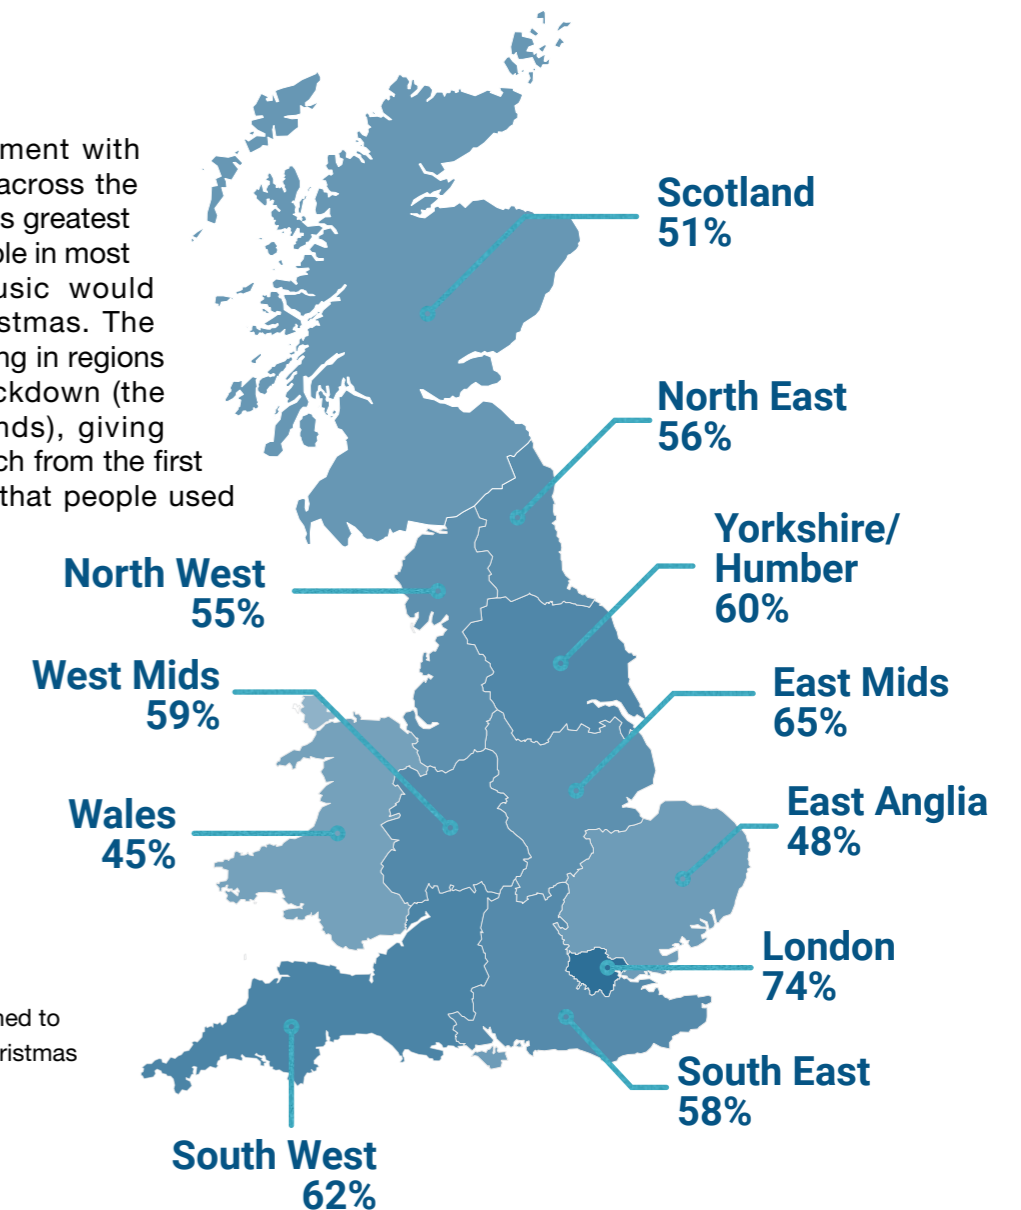 ment with
across the
s greatest
ple in most
usic would
stmas. The
ng in regions
ckdown (the
nds), giving
ch from the first
that people used
Scotland
51%
North East
56%
Yorkshire/
Humber
60%
North West
55%
West Mids
59%
East Mids
65%
Wales
45%
East Anglia
48%
London
74%
ned to
ristmas
South East
58%
South West
62%